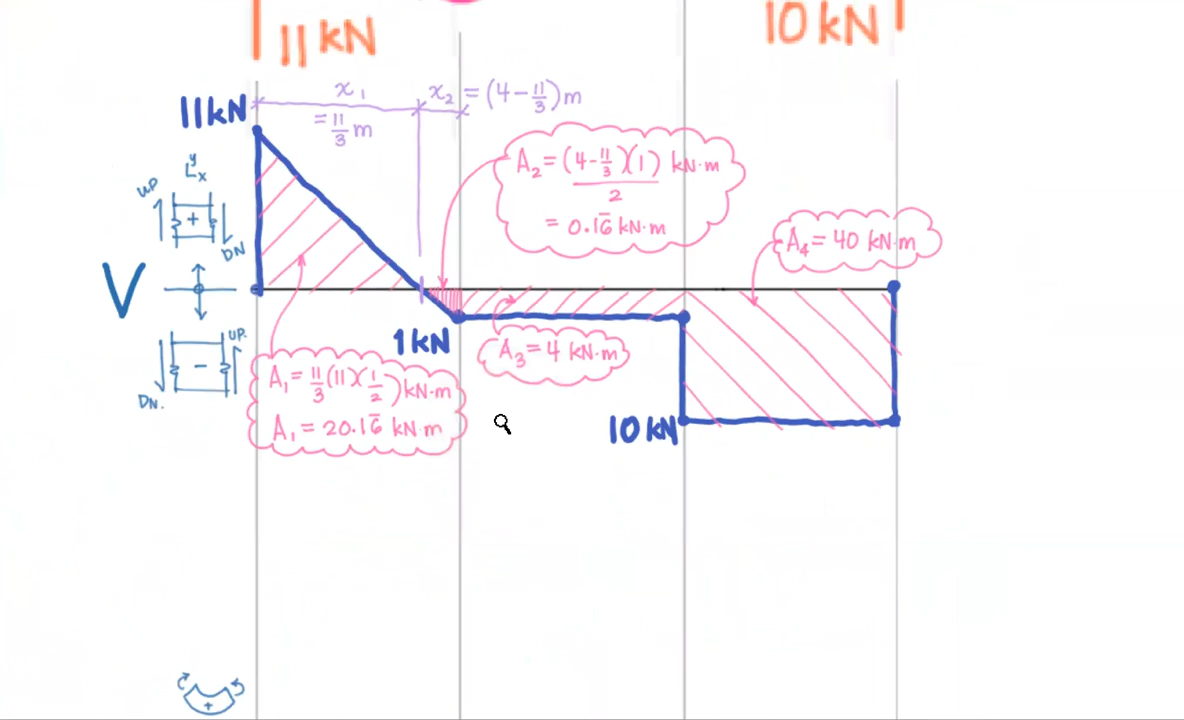 11 kN
10 kN
x₁
x₂ = (4-11/3)m
= 11/3 m
11kN
A₂ = (4-11/3)(1) kN·m
2
= 0.16̅ kN·m
y
x
UP
+
DN
A₄ = 40 kN·m
V
1 kN
A₃ = 4 kN·m
UP.
-
DN.
A₁ = 11/3 (11)(1/2) kN·m
A₁ = 20.16̅ kN·m
10 kN
+